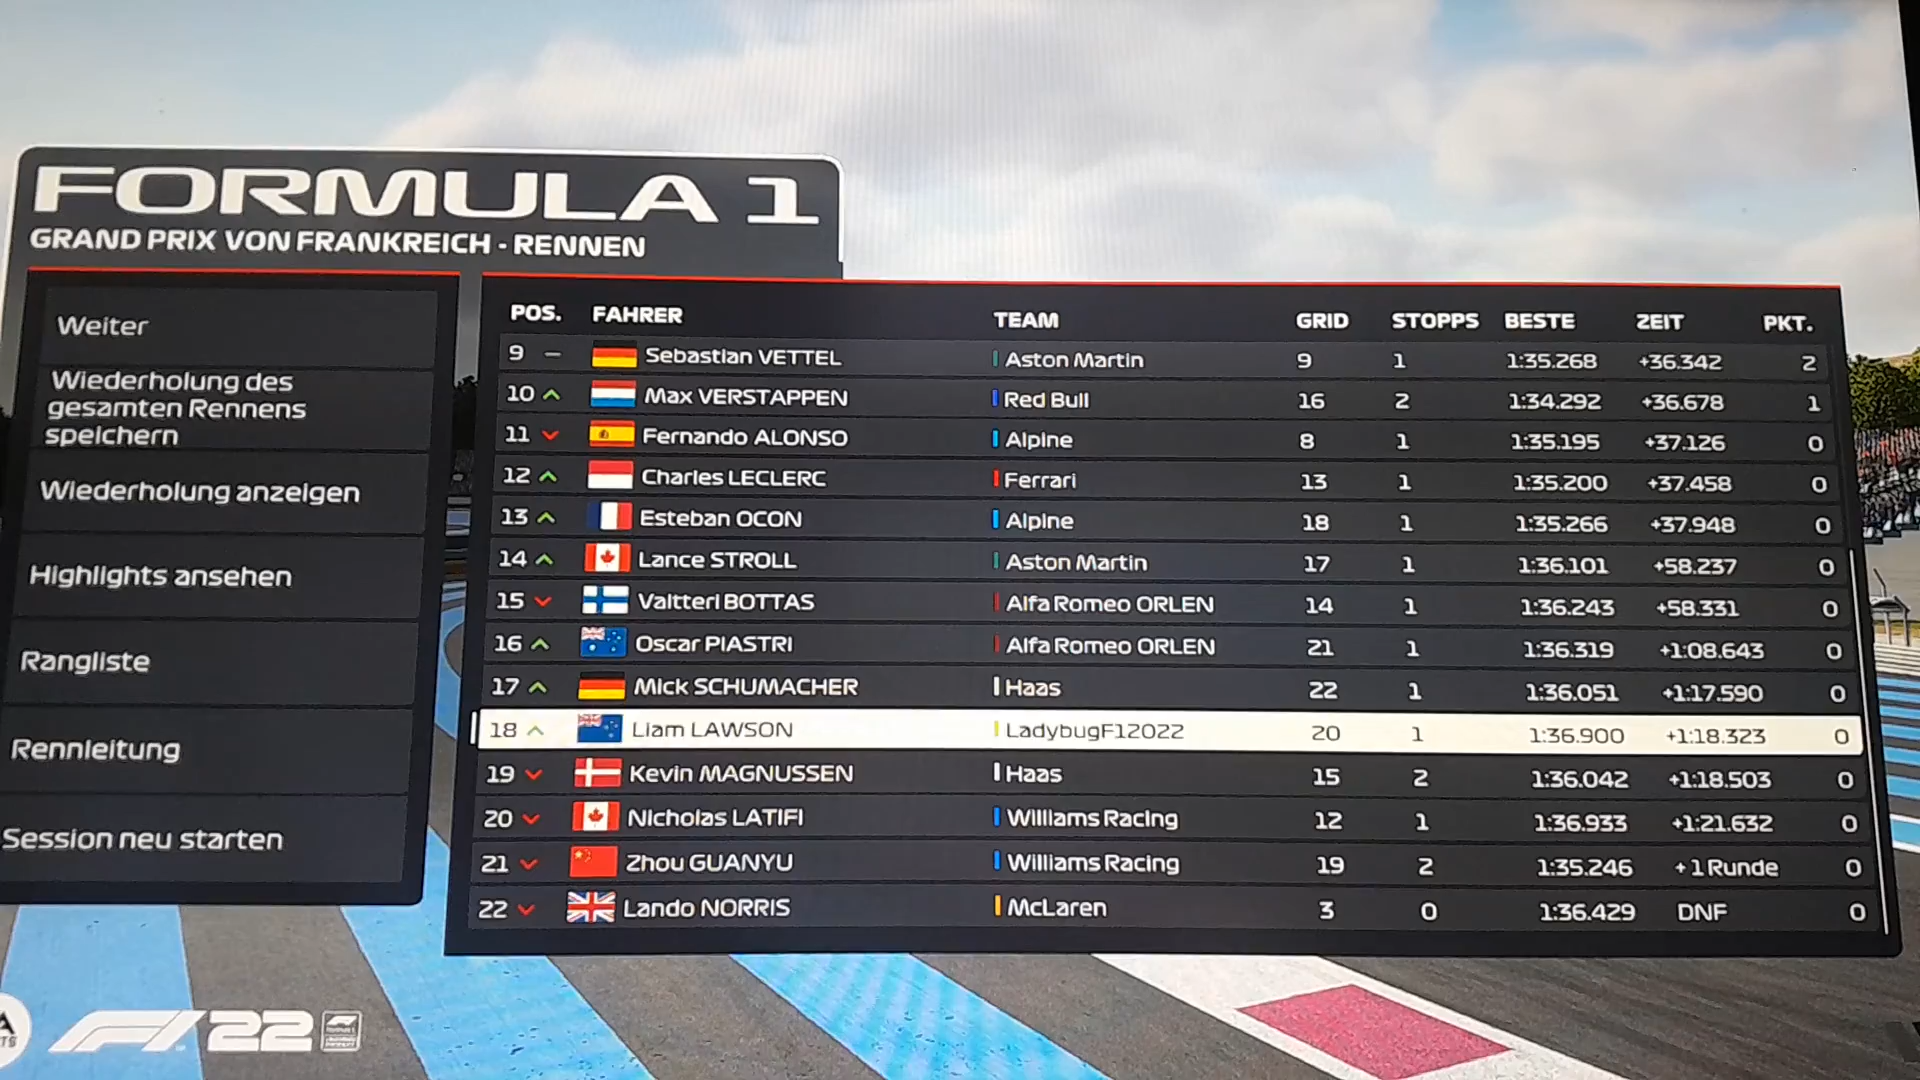 FORMULA 1
GRAND PRIX VON FRANKREICH - RENNEN
Weiter
Wiederholung des
gesamten Rennens
speichern
Wiederholung anzeigen
Highlights ansehen
Rangliste
Rennleitung
Session neu starten
POS. FAHRER TEAM GRID STOPPS BESTE ZEIT PKT.
9 – Sebastian VETTEL Aston Martin 9 1 1:35.268 +36.342 2
10 Max VERSTAPPEN Red Bull 16 2 1:34.292 +36.678 1
11 Fernando ALONSO Alpine 8 1 1:35.195 +37.126 0
12 Charles LECLERC Ferrari 13 1 1:35.200 +37.458 0
13 Esteban OCON Alpine 18 1 1:35.266 +37.948 0
14 Lance STROLL Aston Martin 17 1 1:36.101 +58.237 0
15 Valtteri BOTTAS Alfa Romeo ORLEN 14 1 1:36.243 +58.331 0
16 Oscar PIASTRI Alfa Romeo ORLEN 21 1 1:36.319 +1:08.643 0
17 Mick SCHUMACHER Haas 22 1 1:36.051 +1:17.590 0
18 Liam LAWSON LadybugF12022 20 1 1:36.900 +1:18.323 0
19 Kevin MAGNUSSEN Haas 15 2 1:36.042 +1:18.503 0
20 Nicholas LATIFI Williams Racing 12 1 1:36.933 +1:21.632 0
21 Zhou GUANYU Williams Racing 19 2 1:35.246 + 1 Runde 0
22 Lando NORRIS McLaren 3 0 1:36.429 DNF 0
F1 22